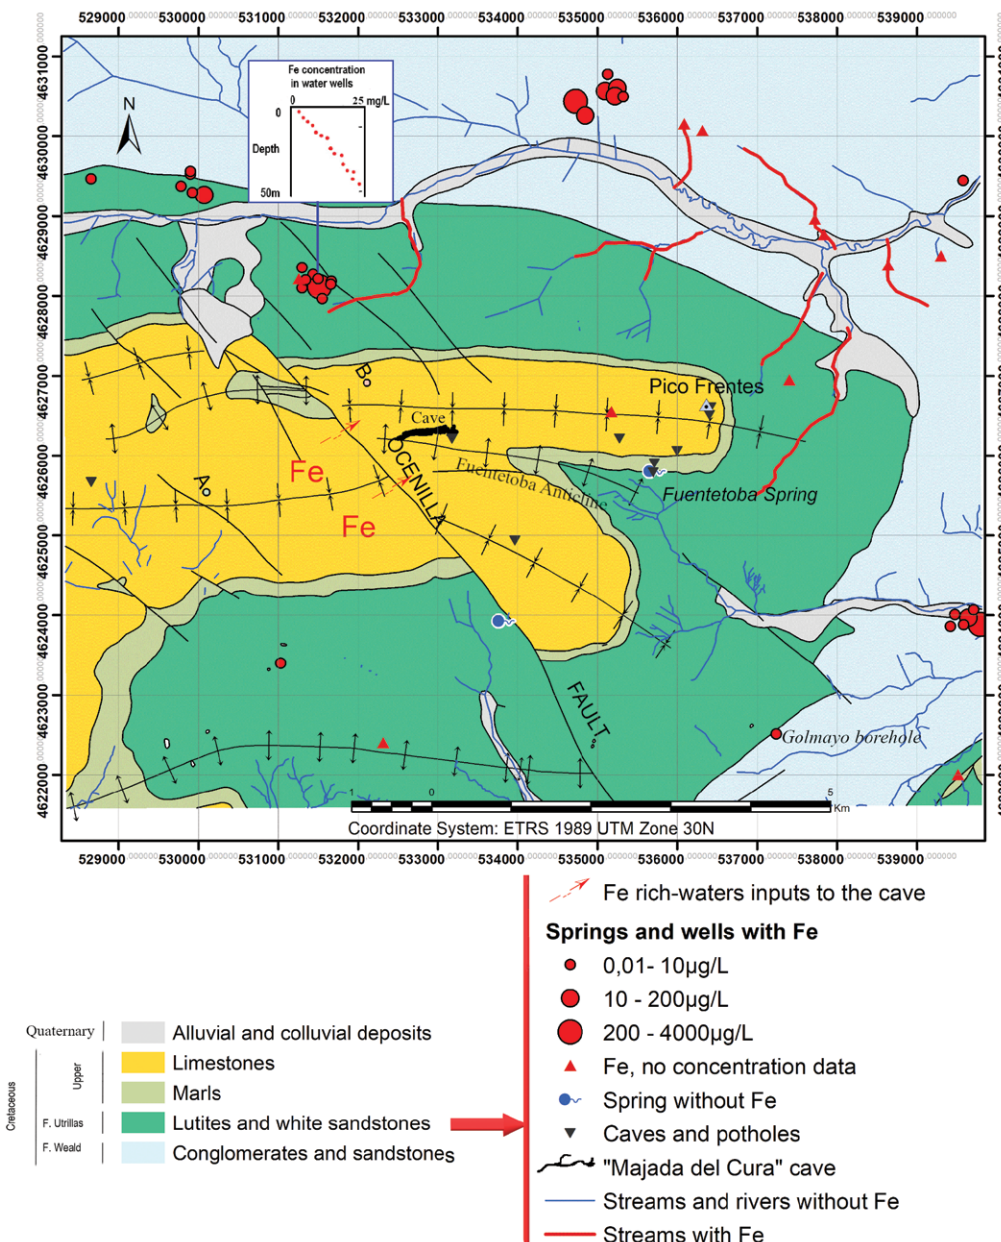 529000 530000 531000 532000 533000 534000 535000 536000 537000 538000 539000
4631000
4630000
4629000
4628000
4627000
4626000
4625000
4624000
4623000
4622000
N
Fe concentration
in water wells
0 25 mg/L
0
Depth
50m
B
Pico Frentes
Cave
OCENILLA
Fe
Fuentetoba Anticline
Fuentetoba Spring
A
Fe
FAULT
Golmayo borehole
1 0 5
Km
Coordinate System: ETRS 1989 UTM Zone 30N
529000 530000 531000 532000 533000 534000 535000 536000 537000 538000 539000
Fe rich-waters inputs to the cave
Springs and wells with Fe
0,01- 10µg/L
10 - 200µg/L
200 - 4000µg/L
Fe, no concentration data
Spring without Fe
Caves and potholes
"Majada del Cura" cave
Streams and rivers without Fe
Streams with Fe
Quaternary
Alluvial and colluvial deposits
Cretaceous
Upper
Limestones
Marls
F. Utrillas
Lutites and white sandstones
F. Weald
Conglomerates and sandstones